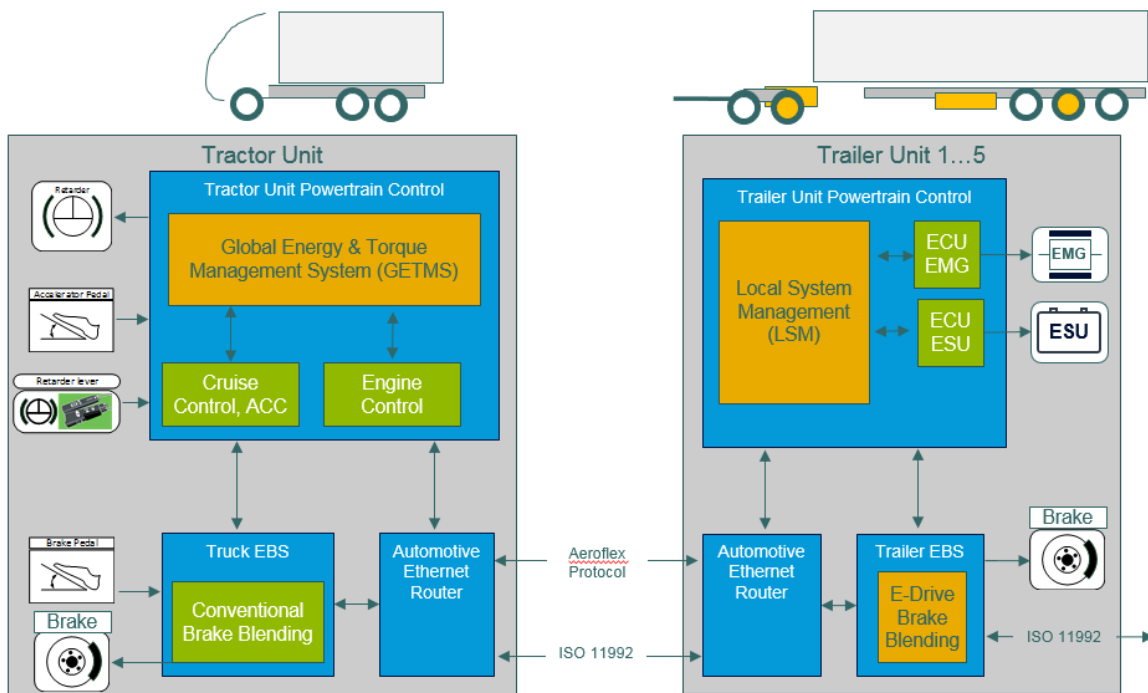 Tractor Unit
Tractor Unit Powertrain Control
Retarder
Global Energy & Torque
Management System (GETMS)
Accelerator Pedal
Retarder lever
Cruise
Control, ACC
Engine
Control
Brake Pedal
Truck EBS
Conventional
Brake Blending
Brake
Automotive
Ethernet
Router
Aeroflex
Protocol
ISO 11992
Trailer Unit 1...5
Trailer Unit Powertrain Control
Local System
Management
(LSM)
ECU
EMG
EMG
ECU
ESU
ESU
Automotive
Ethernet
Router
Trailer EBS
E-Drive
Brake
Blending
Brake
ISO 11992